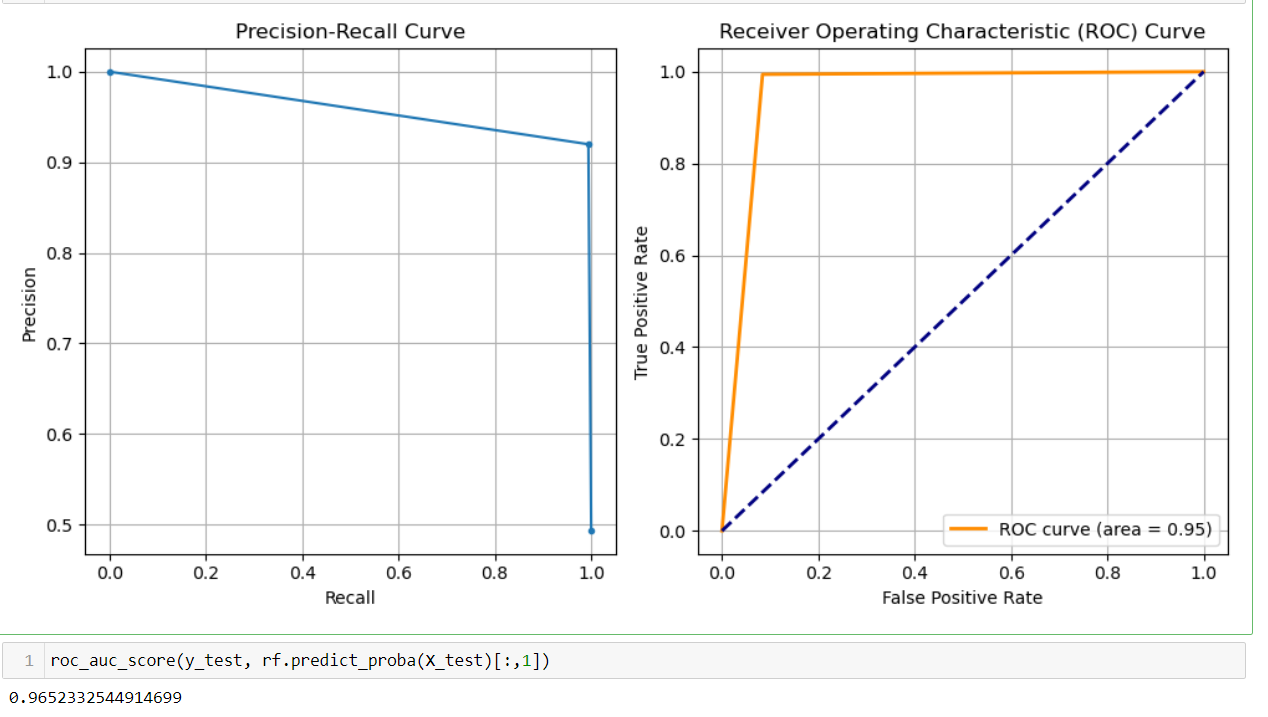 Precision-Recall Curve
1.0
0.9
0.8
0.7
0.6
0.5
Precision
0.0 0.2 0.4 0.6 0.8 1.0
Recall
Receiver Operating Characteristic (ROC) Curve
1.0
0.8
0.6
0.4
0.2
0.0
True Positive Rate
ROC curve (area = 0.95)
0.0 0.2 0.4 0.6 0.8 1.0
False Positive Rate
1 roc_auc_score(y_test, rf.predict_proba(X_test)[:,1])
0.9652332544914699